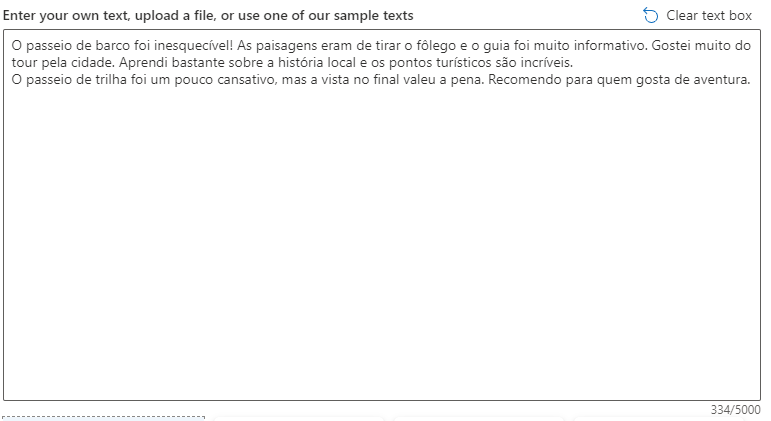 Enter your own text, upload a file, or use one of our sample texts
Clear text box
O passeio de barco foi inesquecível! As paisagens eram de tirar o fôlego e o guia foi muito informativo. Gostei muito do
tour pela cidade. Aprendi bastante sobre a história local e os pontos turísticos são incríveis.
O passeio de trilha foi um pouco cansativo, mas a vista no final valeu a pena. Recomendo para quem gosta de aventura.
334/5000